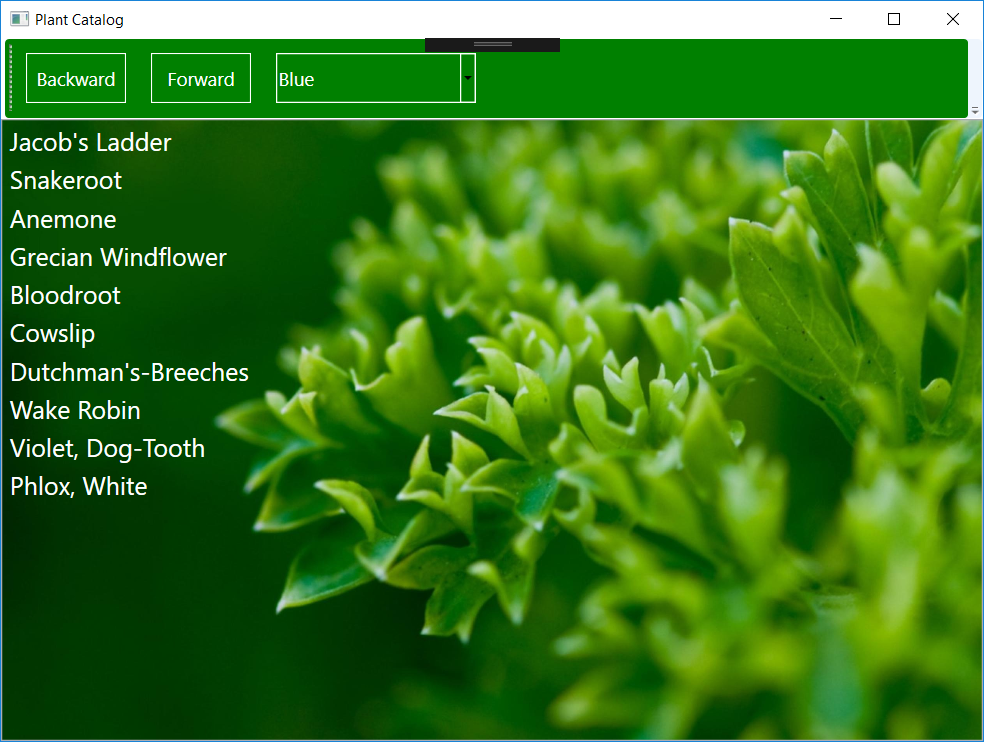 Plant Catalog
Backward
Forward
Blue
Jacob's Ladder
Snakeroot
Anemone
Grecian Windflower
Bloodroot
Cowslip
Dutchman's-Breeches
Wake Robin
Violet, Dog-Tooth
Phlox, White